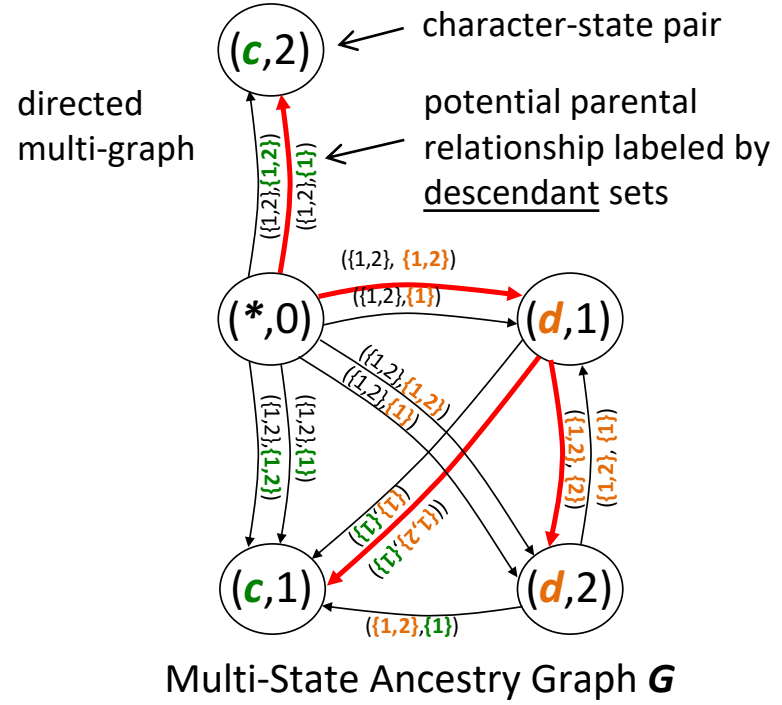 (c,2)
character-state pair
directed
multi-graph
potential parental
relationship labeled by
descendant sets
({1,2},{1,2})
({1,2},{1})
({1,2}, {1,2})
({1,2},{1})
(*,0)
(d,1)
({1,2},{1,2})
({1,2},{1})
({1,2},{1,2})
({1,2},{1})
({1},{1})
({1,2},{1})
({1,2}, {2})
({1,2}, {1})
(c,1)
(d,2)
({1,2},{1})
Multi-State Ancestry Graph G